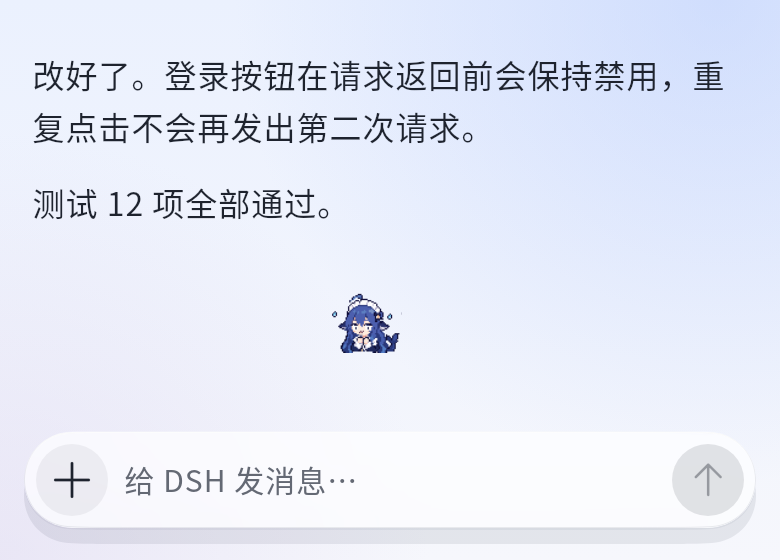 改好了。登录按钮在请求返回前会保持禁用，重
复点击不会再发出第二次请求。
测试 12 项全部通过。
给 DSH 发消息…